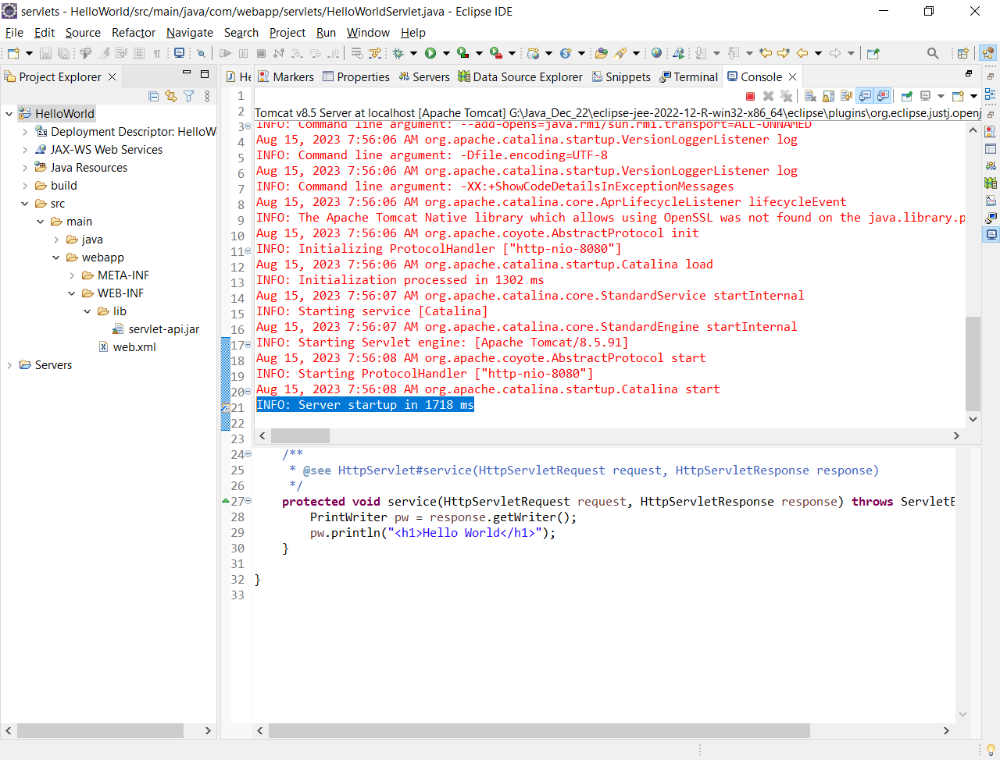 servlets - HelloWorld/src/main/java/com/webapp/servlets/HelloWorldServlet.java - Eclipse IDE
File Edit Source Refactor Navigate Search Project Run Window Help
Project Explorer
HelloWorld
Deployment Descriptor: HelloW
JAX-WS Web Services
Java Resources
build
src
main
java
webapp
META-INF
WEB-INF
lib
servlet-api.jar
web.xml
Servers
He Markers Properties Servers Data Source Explorer Snippets Terminal Console
Tomcat v8.5 Server at localhost [Apache Tomcat] G:\Java_Dec_22\eclipse-jee-2022-12-R-win32-x86_64\eclipse\plugins\org.eclipse.justj.openj
INFO: Command line argument: --add-opens=java.rmi/sun.rmi.transport=ALL-UNNAMED
Aug 15, 2023 7:56:06 AM org.apache.catalina.startup.VersionLoggerListener log
INFO: Command line argument: -Dfile.encoding=UTF-8
Aug 15, 2023 7:56:06 AM org.apache.catalina.startup.VersionLoggerListener log
INFO: Command line argument: -XX:+ShowCodeDetailsInExceptionMessages
Aug 15, 2023 7:56:06 AM org.apache.catalina.core.AprLifecycleListener lifecycleEvent
INFO: The Apache Tomcat Native library which allows using OpenSSL was not found on the java.library.p
Aug 15, 2023 7:56:06 AM org.apache.coyote.AbstractProtocol init
INFO: Initializing ProtocolHandler ["http-nio-8080"]
Aug 15, 2023 7:56:06 AM org.apache.catalina.startup.Catalina load
INFO: Initialization processed in 1302 ms
Aug 15, 2023 7:56:07 AM org.apache.catalina.core.StandardService startInternal
INFO: Starting service [Catalina]
Aug 15, 2023 7:56:07 AM org.apache.catalina.core.StandardEngine startInternal
INFO: Starting Servlet engine: [Apache Tomcat/8.5.91]
Aug 15, 2023 7:56:08 AM org.apache.coyote.AbstractProtocol start
INFO: Starting ProtocolHandler ["http-nio-8080"]
Aug 15, 2023 7:56:08 AM org.apache.catalina.startup.Catalina start
INFO: Server startup in 1718 ms
1
2
3
4
5
6
7
8
9
10
11
12
13
14
15
16
17
18
19
20
21
22
23
24 /**
25 * @see HttpServlet#service(HttpServletRequest request, HttpServletResponse response)
26 */
27 protected void service(HttpServletRequest request, HttpServletResponse response) throws ServletE
28 PrintWriter pw = response.getWriter();
29 pw.println("<h1>Hello World</h1>");
30 }
31
32 }
33